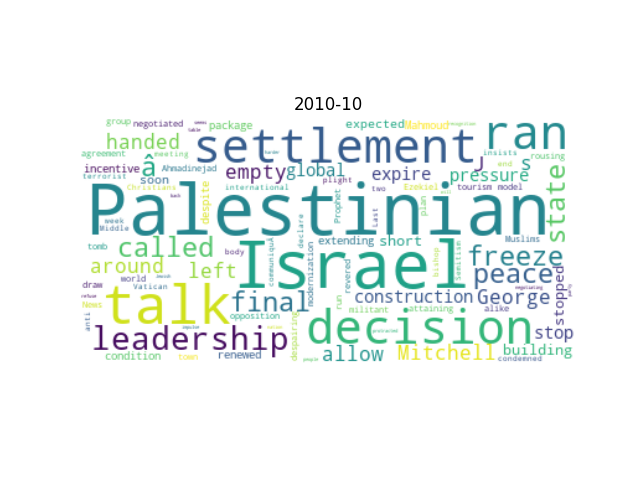 2010-10
group negotiated package expected Mahmoud
settlement ran
handed â J s
agreement meeting insists end rousing
incentive Ahmadinejad empty global expire pressure state
terrorist soon plight
Christians international two Ezekiel tourism model
Palestinian
despite Prophet Last plan
week Middle declare Muslims
tomb called body extending short
Israel
communiquÂ modernization revered bishop Semitism
freeze
around left peace stopped
world Vatican
draw talk final construction George
News run militant attaining alike
anti opposition decision
leadership despairing stop
condition town renewed allow Mitchell building
people condemned